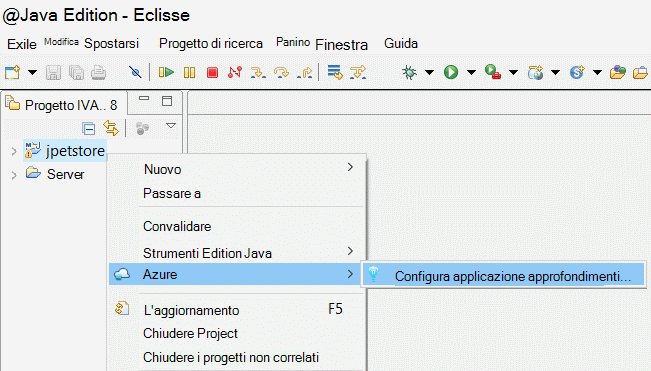 @Java Edition - Eclisse
Exile Modifica Spostarsi Progetto di ricerca Panino Finestra Guida
Progetto IVA.. 8
jpetstore
Server
Nuovo
Passare a
Convalidare
Strumenti Edition Java
Azure
Configura applicazione approfondimenti...
L'aggiornamento F5
Chiudere Project
Chiudere i progetti non correlati